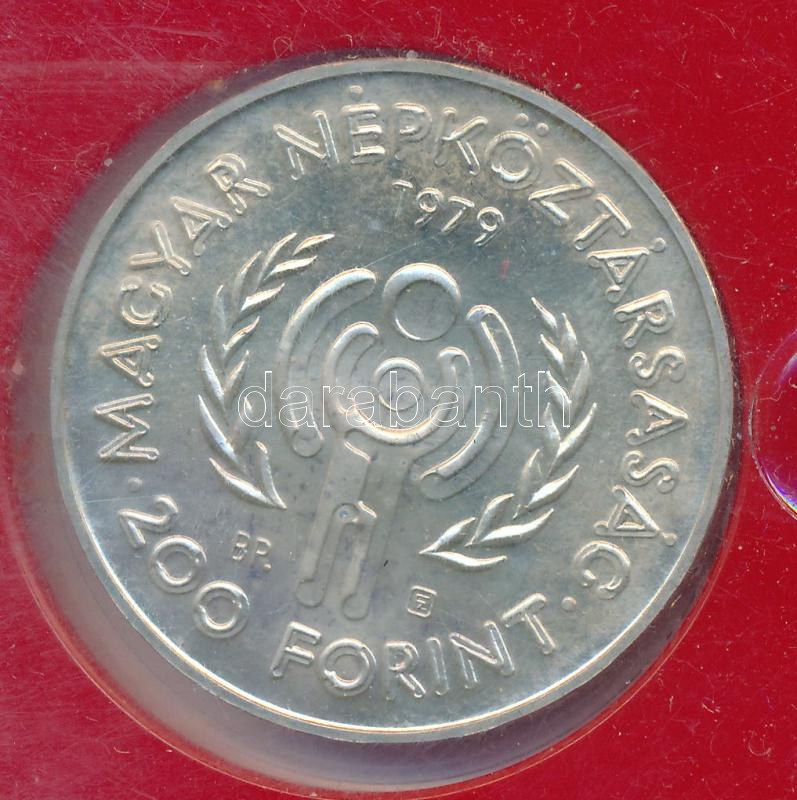 MAGYAR NÉPKÖZTÁRSASÁG
1979
BP.
· 200 FORINT ·
darabanth